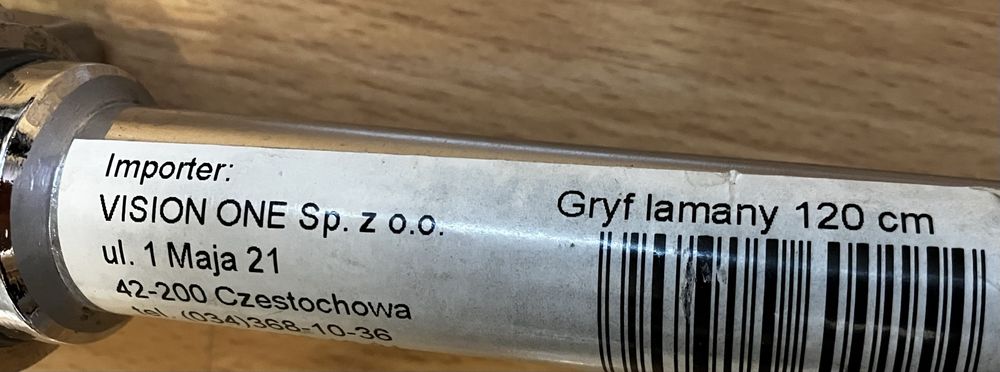 Importer:
VISION ONE Sp. z o.o.
ul. 1 Maja 21
42-200 Czestochowa
tel. (034)368-10-36
Gryf lamany 120 cm